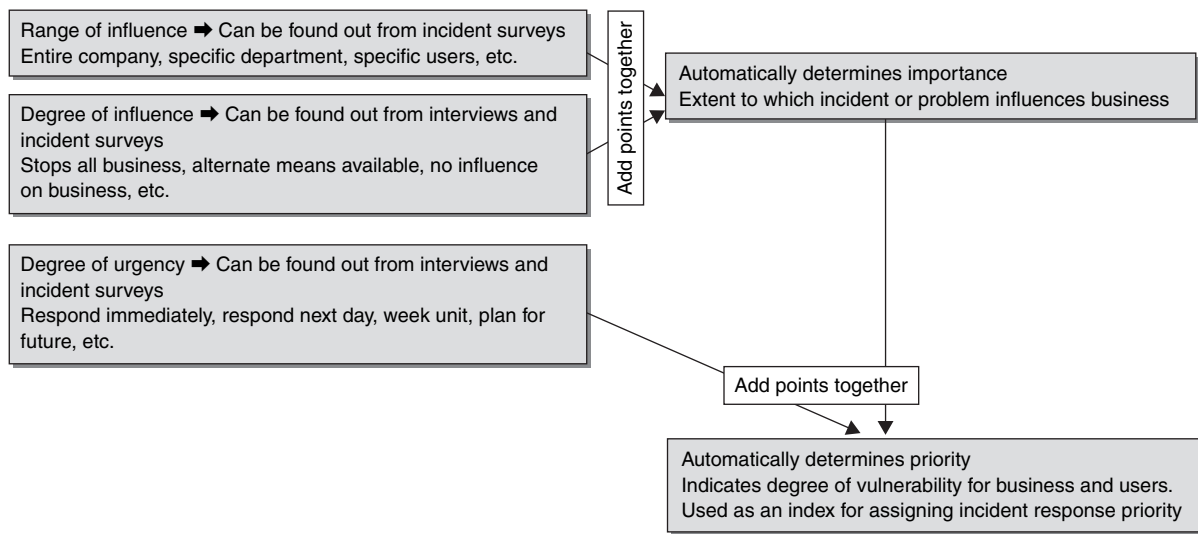 Range of influence ➡ Can be found out from incident surveys
Entire company, specific department, specific users, etc.
Degree of influence ➡ Can be found out from interviews and
incident surveys
Stops all business, alternate means available, no influence
on business, etc.
Add points together
Automatically determines importance
Extent to which incident or problem influences business
Degree of urgency ➡ Can be found out from interviews and
incident surveys
Respond immediately, respond next day, week unit, plan for
future, etc.
Add points together
Automatically determines priority
Indicates degree of vulnerability for business and users.
Used as an index for assigning incident response priority